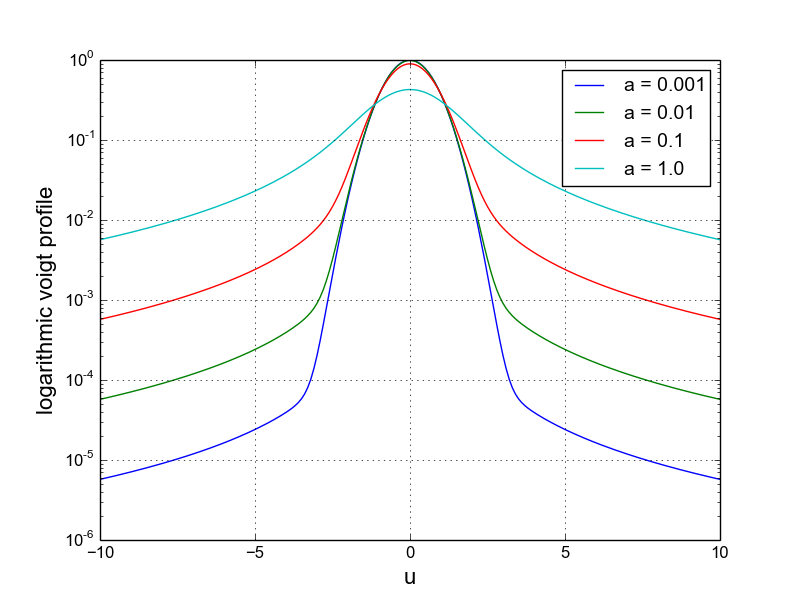 10^0
10^-1
10^-2
10^-3
10^-4
10^-5
10^-6
logarithmic voigt profile
a = 0.001
a = 0.01
a = 0.1
a = 1.0
−10 −5 0 5 10
u